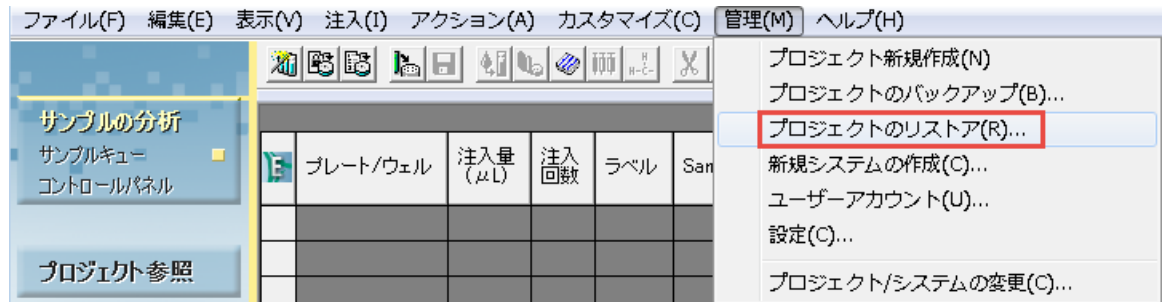 ファイル(F) 編集(E) 表示(V) 注入(I) アクション(A) カスタマイズ(C) 管理(M) ヘルプ(H)
プロジェクト新規作成(N)
プロジェクトのバックアップ(B)...
プロジェクトのリストア(R)...
新規システムの作成(C)...
ユーザーアカウント(U)...
設定(C)...
プロジェクト/システムの変更(C)...
サンプルの分析
サンプルキュー
コントロールパネル
プロジェクト参照
プレート/ウェル 注入量 注入 ラベル Sam
(μL) 回数